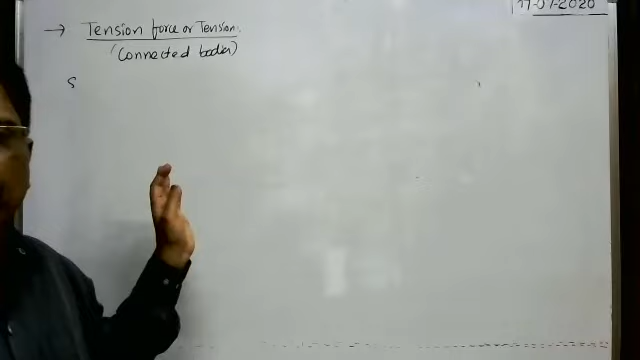 17-07-2020
→ Tension force or Tension.
(Connected bodies)
S